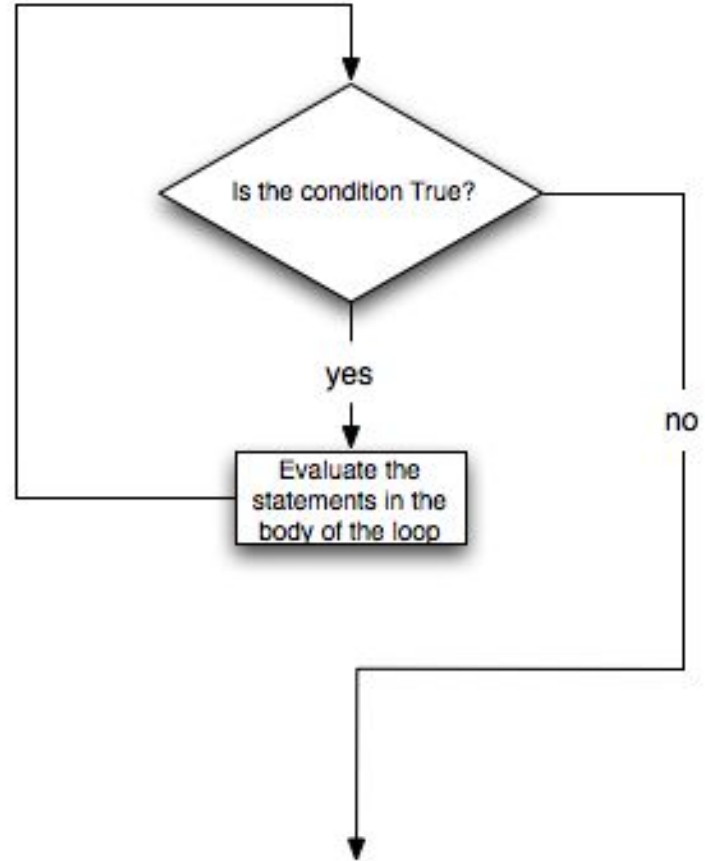 Is the condition True?
yes
no
Evaluate the
statements in the
body of the loop